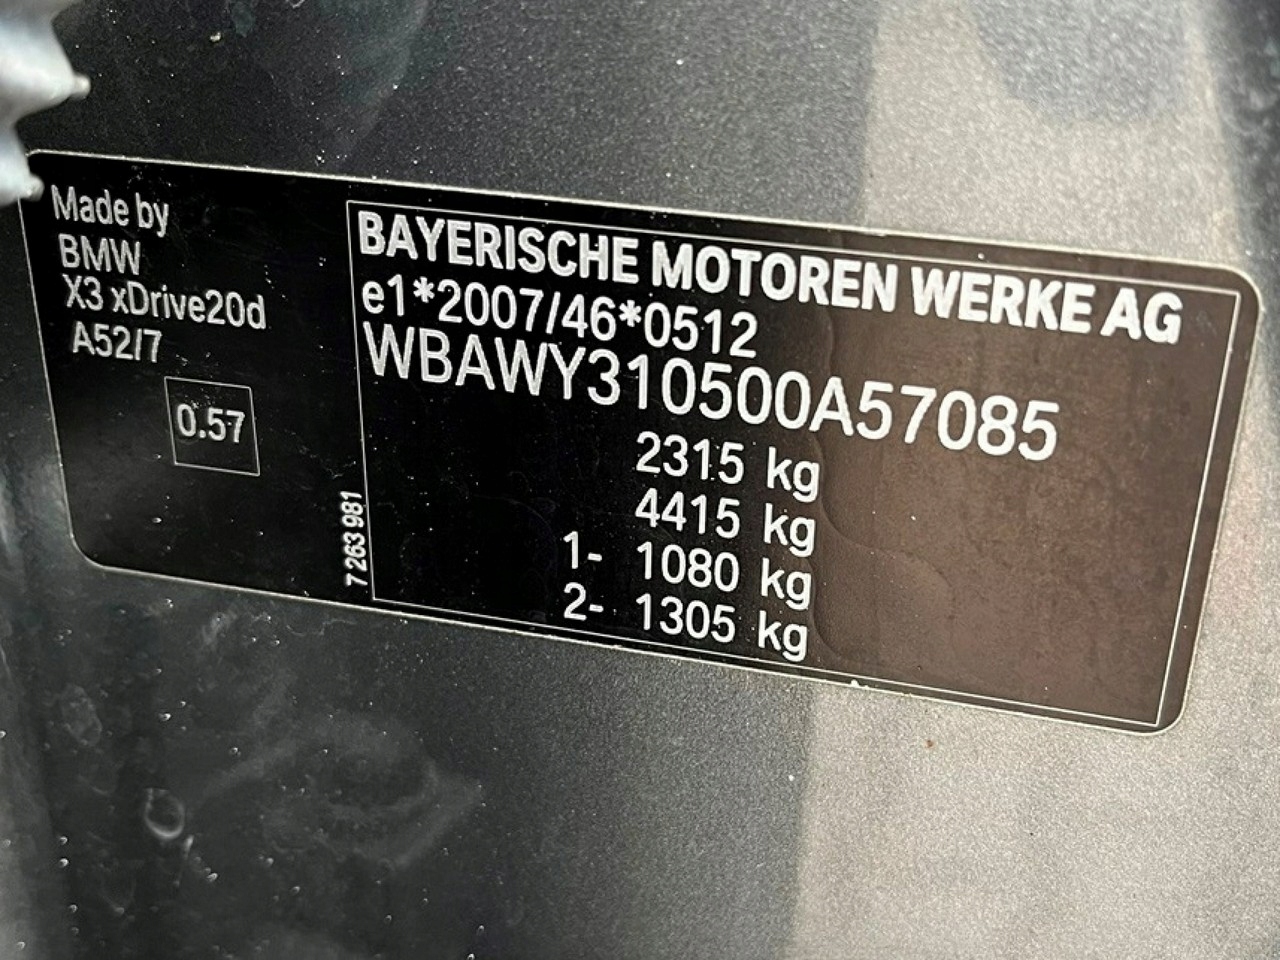 Made by
BMW
X3 xDrive20d
A52/7
0.57
7 263 981
BAYERISCHE MOTOREN WERKE AG
e1*2007/46*0512
WBAWY310500A57085
2315 kg
4415 kg
1- 1080 kg
2- 1305 kg